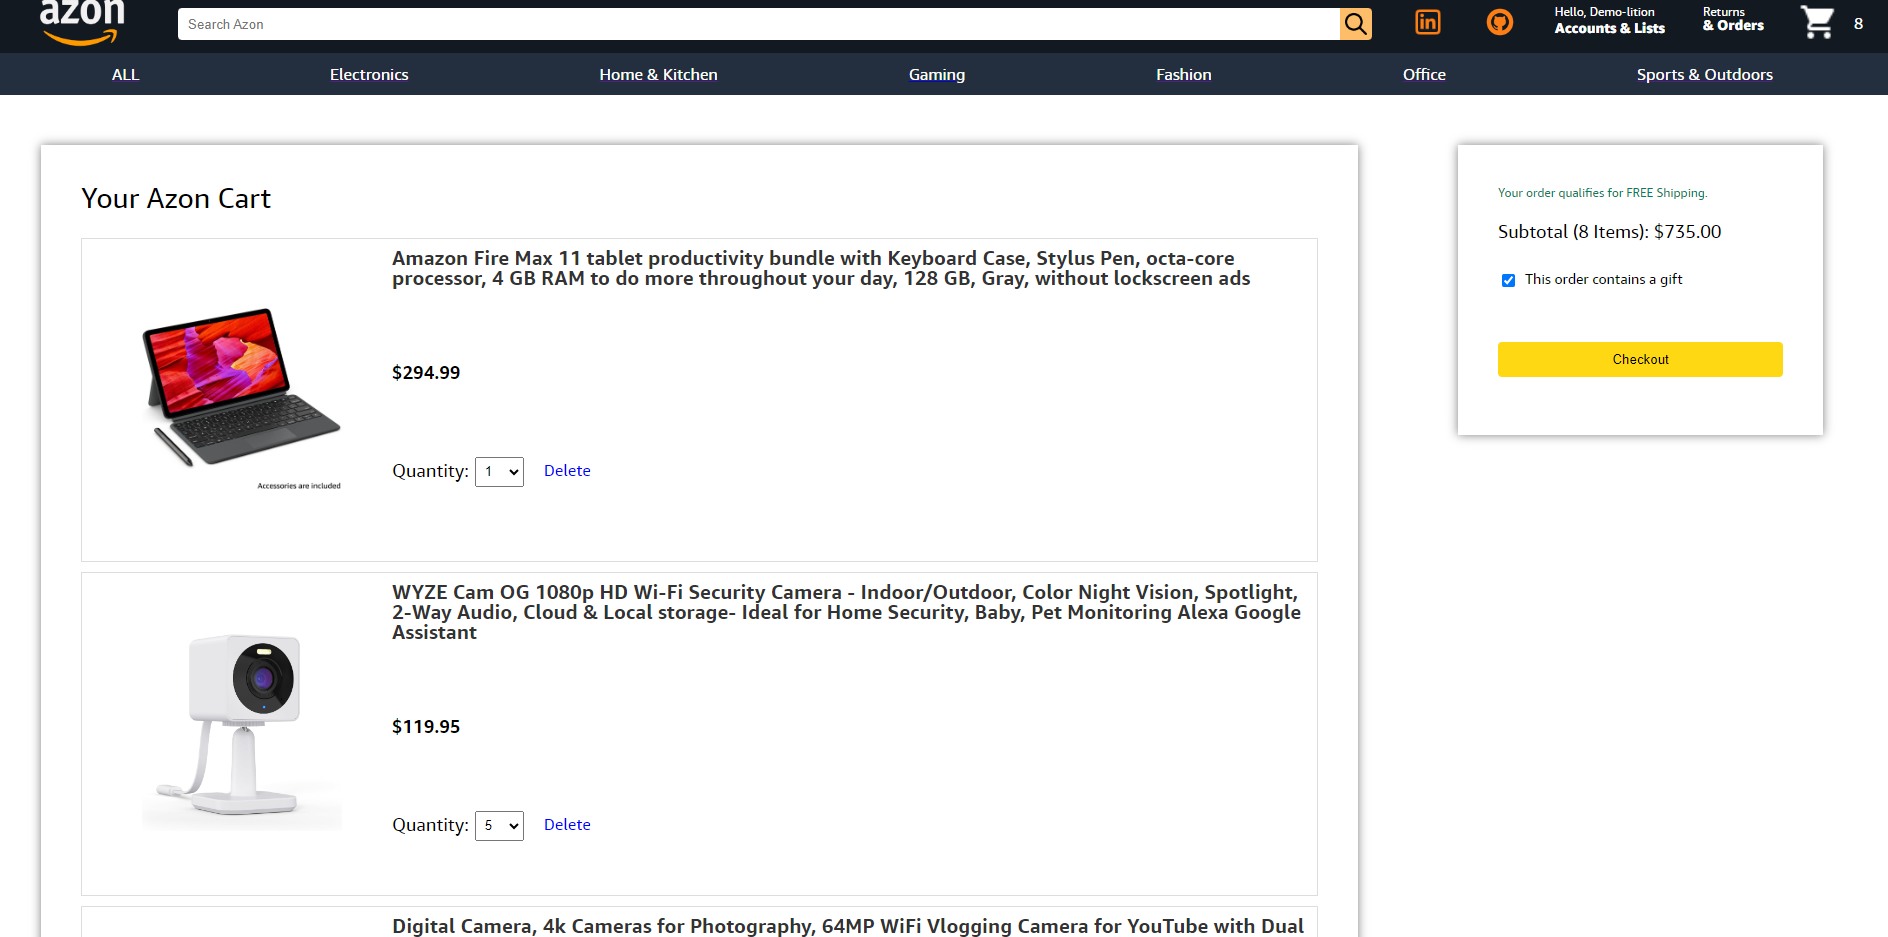 azon
Search Azon
Hello, Demo-lition
Accounts & Lists
Returns
& Orders
8
ALL
Electronics
Home & Kitchen
Gaming
Fashion
Office
Sports & Outdoors
Your Azon Cart
Amazon Fire Max 11 tablet productivity bundle with Keyboard Case, Stylus Pen, octa-core
processor, 4 GB RAM to do more throughout your day, 128 GB, Gray, without lockscreen ads
$294.99
Accessories are included
Quantity: 1
Delete
WYZE Cam OG 1080p HD Wi-Fi Security Camera - Indoor/Outdoor, Color Night Vision, Spotlight,
2-Way Audio, Cloud & Local storage- Ideal for Home Security, Baby, Pet Monitoring Alexa Google
Assistant
$119.95
Quantity: 5
Delete
Digital Camera, 4k Cameras for Photography, 64MP WiFi Vlogging Camera for YouTube with Dual
Your order qualifies for FREE Shipping.
Subtotal (8 Items): $735.00
This order contains a gift
Checkout